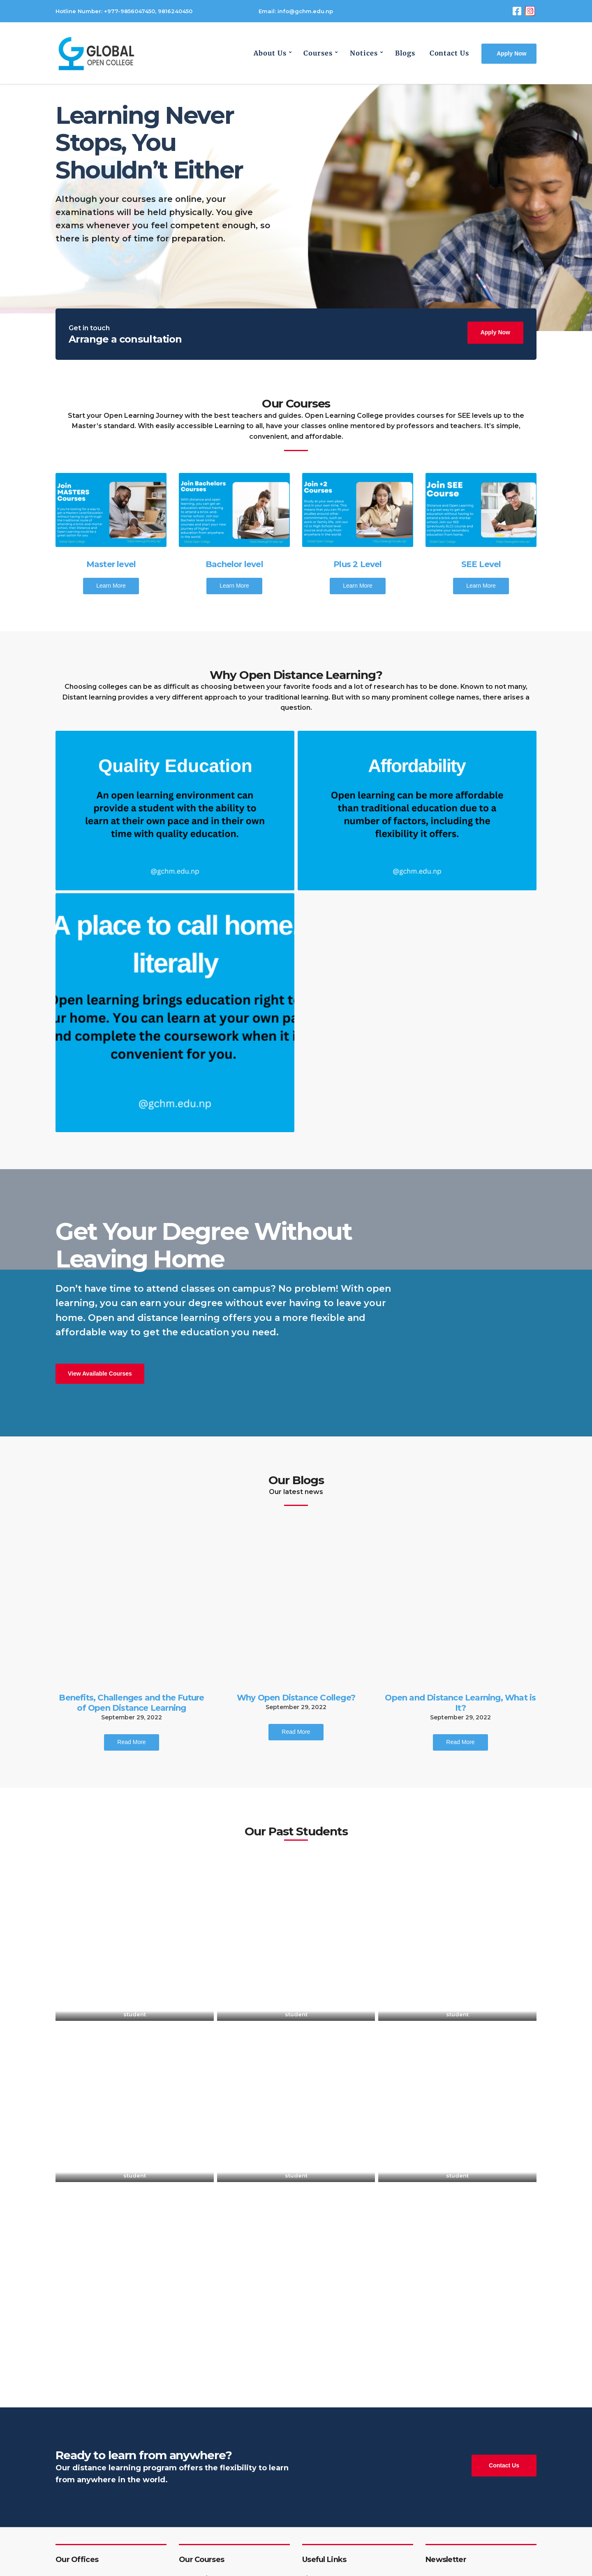 Hotline Number: +977-9856047450, 9816240450
Email: info@gchm.edu.np
GLOBAL
OPEN COLLEGE
About Us
Courses
Notices
Blogs
Contact Us
Apply Now
Learning Never
Stops, You
Shouldn’t Either
Although your courses are online, your
examinations will be held physically. You give
exams whenever you feel competent enough, so
there is plenty of time for preparation.
Get in touch
Arrange a consultation
Apply Now
Our Courses
Start your Open Learning Journey with the best teachers and guides. Open Learning College provides courses for SEE levels up to the
Master’s standard. With easily accessible Learning to all, have your classes online mentored by professors and teachers. It’s simple,
convenient, and affordable.
Join
MASTERS
Courses
Join Bachelors
Courses
Join +2
Courses
Join SEE
Course
Master level
Bachelor level
Plus 2 Level
SEE Level
Learn More
Learn More
Learn More
Learn More
Why Open Distance Learning?
Choosing colleges can be as difficult as choosing between your favorite foods and a lot of research has to be done. Known to not many,
Distant learning provides a very different approach to your traditional learning. But with so many prominent college names, there arises a
question.
Quality Education
An open learning environment can
provide a student with the ability to
learn at their own pace and in their own
time with quality education.
@gchm.edu.np
Affordability
Open learning can be more affordable
than traditional education due to a
number of factors, including the
flexibility it offers.
@gchm.edu.np
A place to call home
literally
Open learning brings education right t
ur home. You can learn at your own pa
nd complete the coursework when it i
convenient for you.
@gchm.edu.np
Get Your Degree Without
Leaving Home
Don’t have time to attend classes on campus? No problem! With open
learning, you can earn your degree without ever having to leave your
home. Open and distance learning offers you a more flexible and
affordable way to get the education you need.
View Available Courses
Our Blogs
Our latest news
Benefits, Challenges and the Future
of Open Distance Learning
September 29, 2022
Read More
Why Open Distance College?
September 29, 2022
Read More
Open and Distance Learning, What is
It?
September 29, 2022
Read More
Our Past Students
student
student
student
student
student
student
Ready to learn from anywhere?
Our distance learning program offers the flexibility to learn
from anywhere in the world.
Contact Us
Our Offices
Our Courses
Useful Links
Newsletter